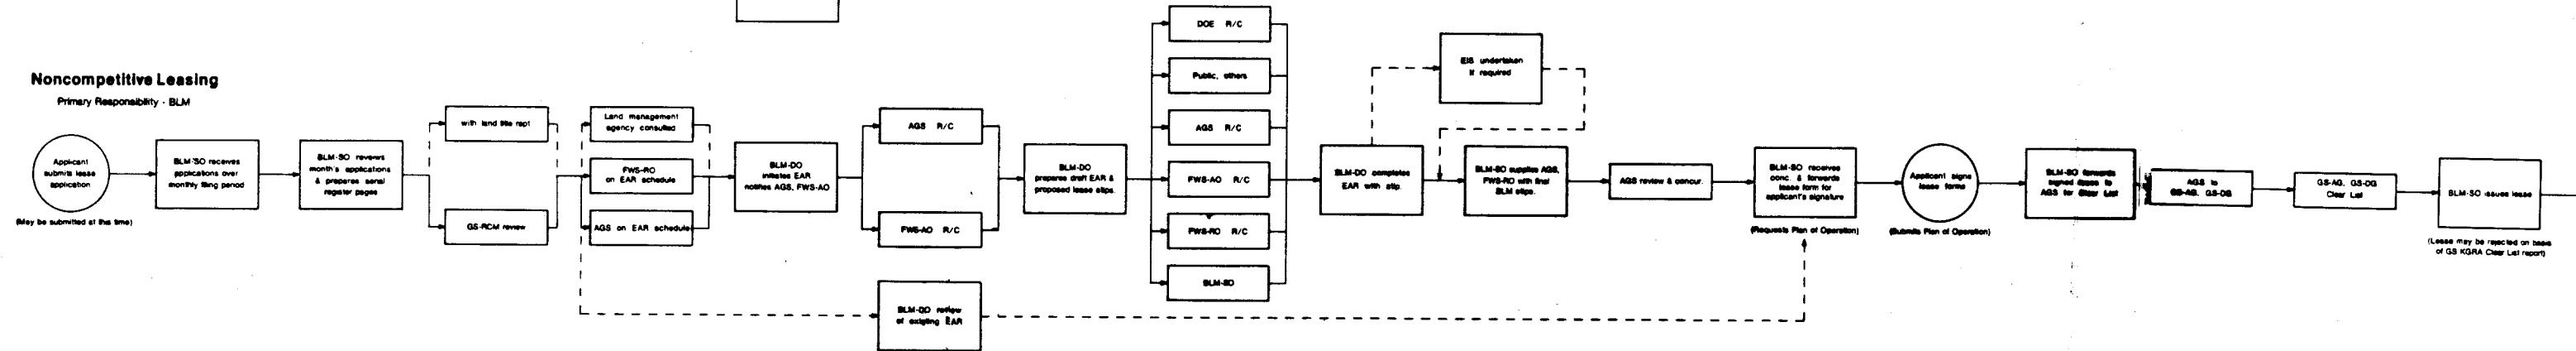 Noncompetitive Leasing
Primary Responsibility - BLM
Applicant
submits lease
application
(May be submitted at this time)
BLM-SO receives
applications over
monthly filing period
BLM-SO reviews
month's applications
& prepares serial
register pages
with land title rept
GS-RCM review
Land management
agency consulted
FWS-RO
on EAR schedule
AGS on EAR schedule
BLM-DO
initiates EAR
notifies AGS, FWS-AO
AGS R/C
FWS-AO R/C
BLM-DO review
of existing EAR
BLM-DO
prepares draft EAR &
proposed lease stips.
DOE R/C
Public, others
AGS R/C
FWS-AO R/C
FWS-RO R/C
BLM-SO
BLM-DO completes
EAR with stip.
EIS undertaken
if required
BLM-SO supplies AGS,
FWS-RO with final
BLM stips.
AGS review & concur.
BLM-SO receives
conc. & forwards
lease form for
applicant's signature
(Requests Plan of Operation)
Applicant signs
lease forms
(Submits Plan of Operation)
BLM-SO forwards
signed leases to
AGS for Clear List
AGS to
GS-AG, GS-DG
GS-AG, GS-DG
Clear List
BLM-SO issues lease
(Lease may be rejected on basis
of GS KGRA Clear List report)